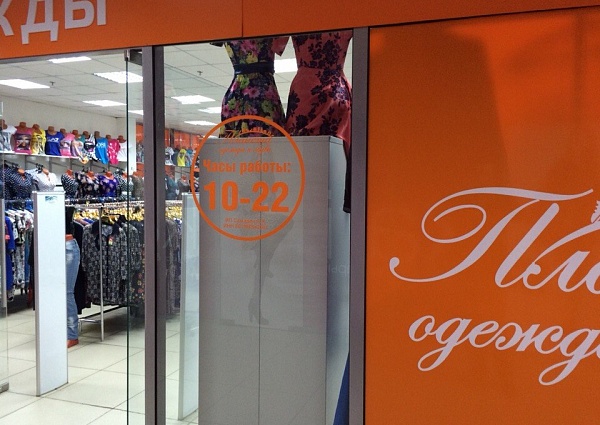 ЖДЫ
Часы работы:
10-22
Пл
одежд